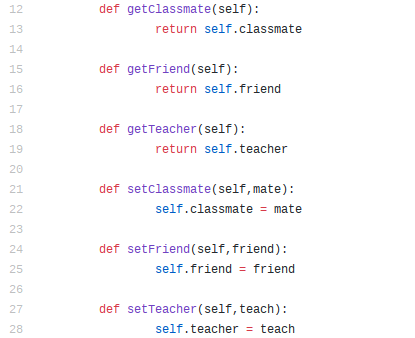 12 def getClassmate(self):
13 return self.classmate
14
15 def getFriend(self):
16 return self.friend
17
18 def getTeacher(self):
19 return self.teacher
20
21 def setClassmate(self,mate):
22 self.classmate = mate
23
24 def setFriend(self,friend):
25 self.friend = friend
26
27 def setTeacher(self,teach):
28 self.teacher = teach